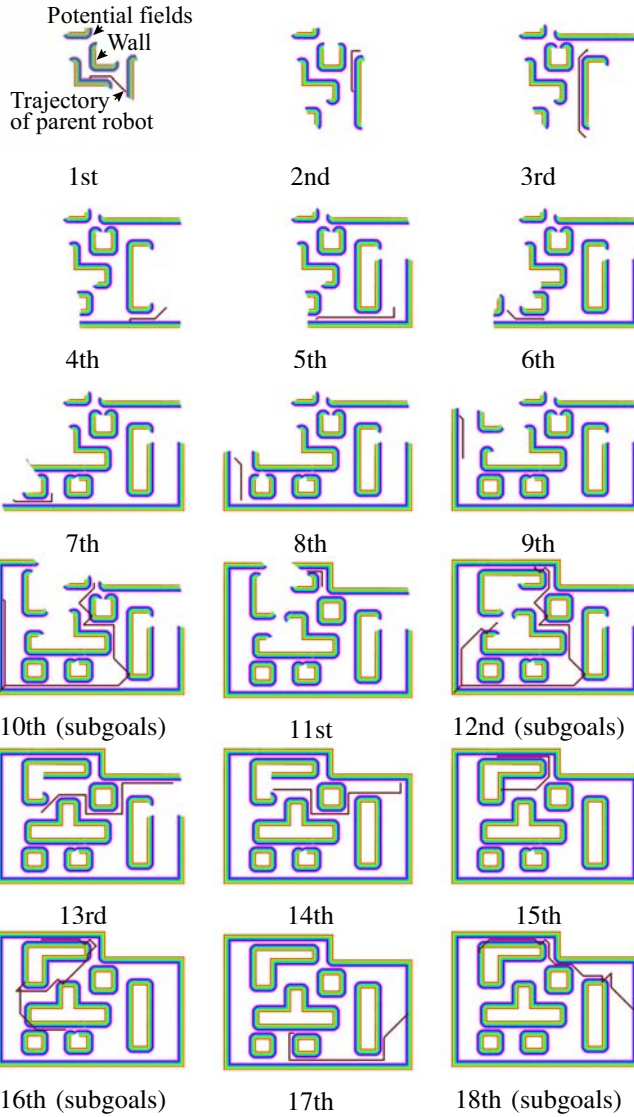 Potential fields
Wall
Trajectory
of parent robot
1st
2nd
3rd
4th
5th
6th
7th
8th
9th
10th (subgoals)
11st
12nd (subgoals)
13rd
14th
15th
16th (subgoals)
17th
18th (subgoals)